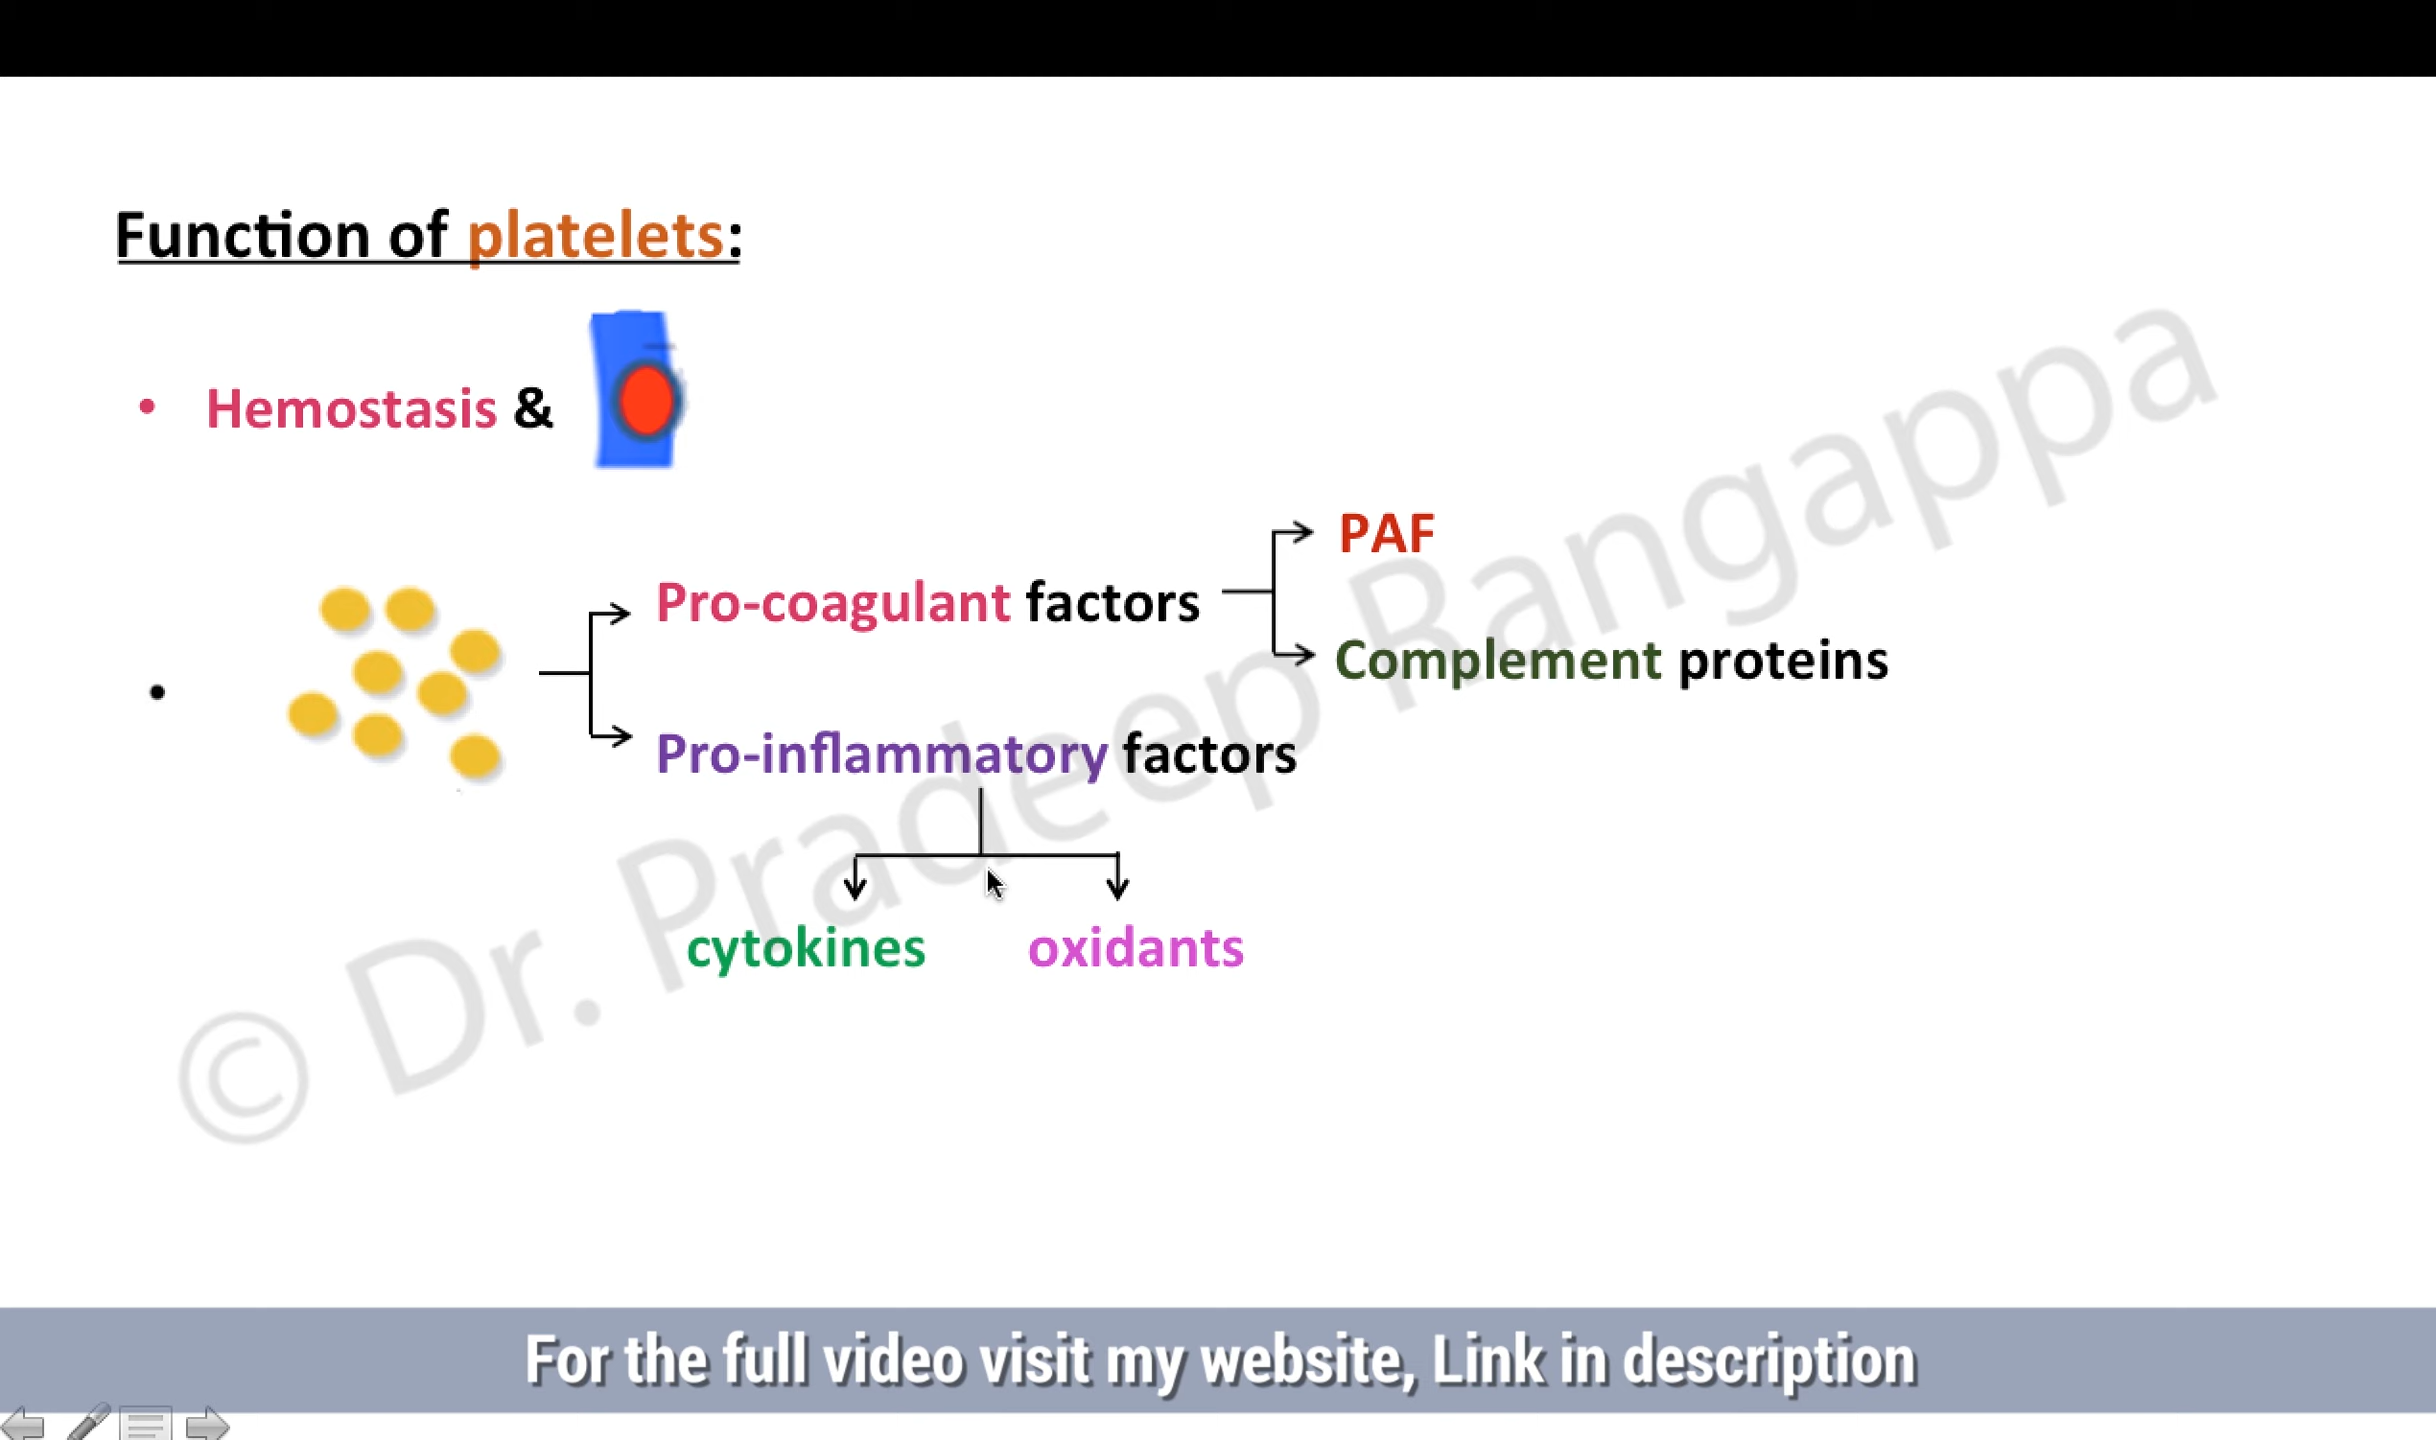 Function of platelets:
• Hemostasis &
PAF
Pro-coagulant factors
Complement proteins
•
Pro-inflammatory factors
cytokines oxidants
© Dr. Pradeep Rangappa
For the full video visit my website, Link in description